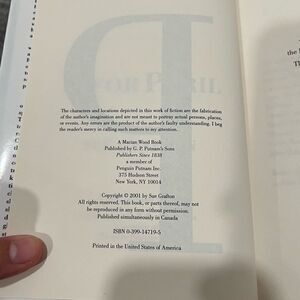 P FOR PERIL
The characters and locations depicted in this work of fiction are the fabrication
of the author's imagination and are not meant to portray actual persons, places,
or events. Any errors are the product of the author's faulty understanding. I beg
the reader's mercy in calling such matters to my attention.
A Marian Wood Book
Published by G. P. Putnam's Sons
Publishers Since 1838
a member of
Penguin Putnam Inc.
375 Hudson Street
New York, NY 10014
Copyright © 2001 by Sue Grafton
All rights reserved. This book, or parts thereof, may not
be reproduced in any form without permission.
Published simultaneously in Canada
ISBN 0-399-14719-5
Printed in the United States of America